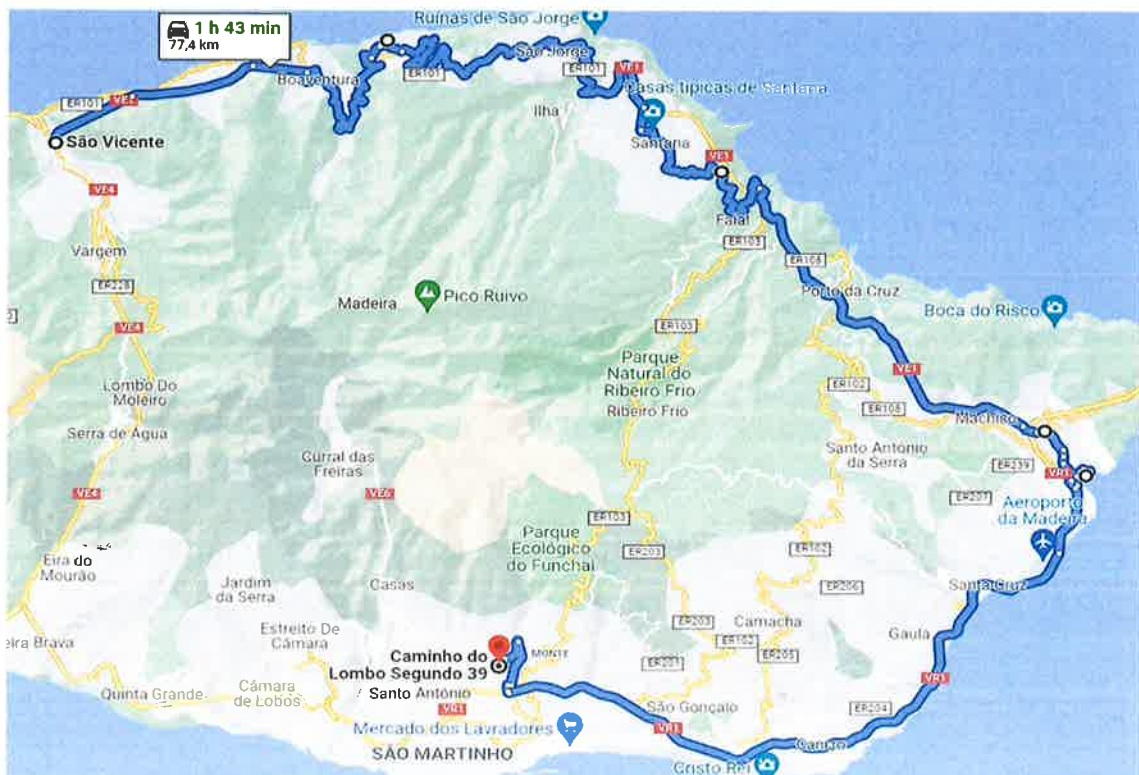 Ruínas de São Jorge
1 h 43 min
77,4 km
São Jorge
Boaventura
ER101
ER101
VE1
ER101
VE2
Casas típicas de Santana
Ilha
São Vicente
Santana
VE1
VE4
Faial
ER103
Vargem
ER108
ER228
Porto da Cruz
Madeira
Pico Ruivo
Boca do Risco
VE4
ER103
Parque
Natural do
Ribeiro Frio
VE1
Lombo Do
Moleiro
ER102
Ribeiro Frio
ER108
Machico
Serra de Água
Santo António
da Serra
Curral das
Freiras
ER239
VR1
VE4
VE6
ER207
Aeroporto
da Madeira
ER103
Parque
Ecológico
do Funchal
ER203
ER102
Eira do
Mourão
Jardim
da Serra
Casas
ER206
Santa Cruz
Estreito De
Câmara
ER203
Camacha
ER102
Gaula
eira Brava
Caminho do
Lombo Segundo 39
MONTE
ER201
ER205
VR1
Quinta Grande
Câmara
de Lobos
Santo António
VR1
São Gonçalo
ER204
Mercado dos Lavradores
VR1
Caniço
SÃO MARTINHO
Cristo Rei